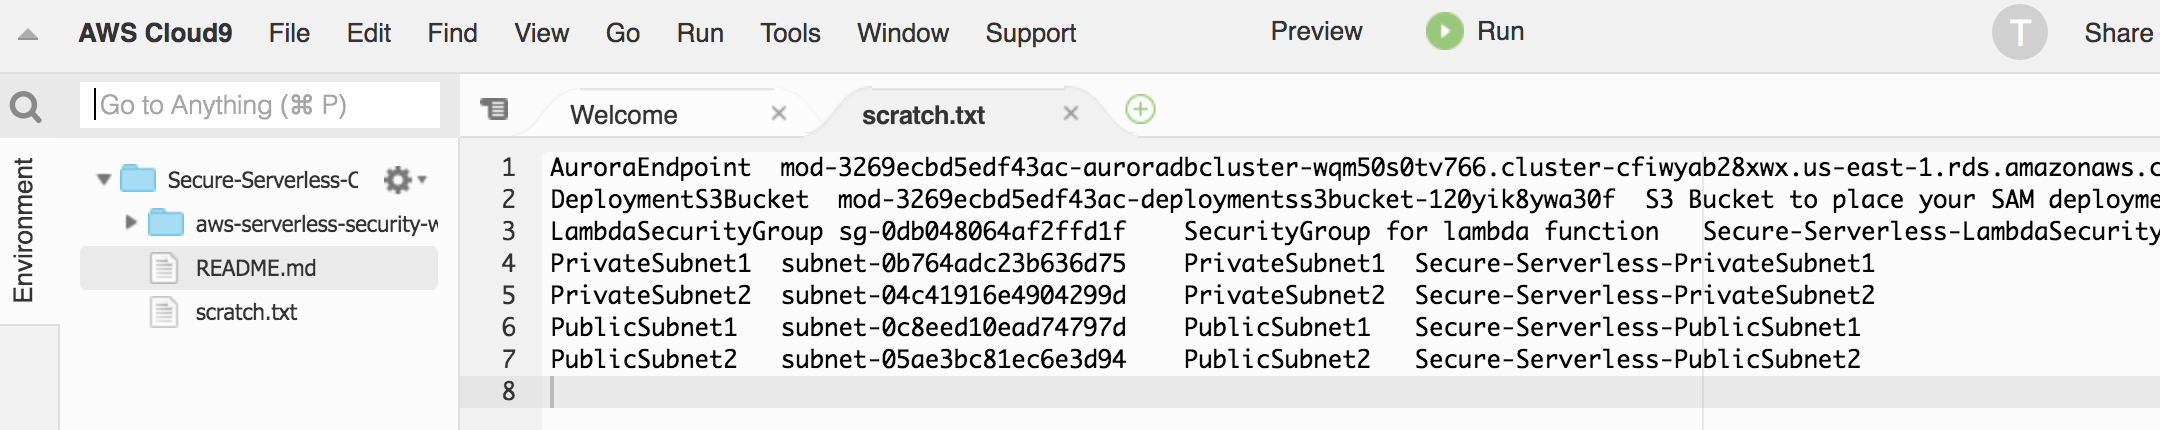 AWS Cloud9 File Edit Find View Go Run Tools Window Support Preview Run T Share
Go to Anything (⌘ P)
Welcome
scratch.txt
Environment
Secure-Serverless-C
aws-serverless-security-w
README.md
scratch.txt
1 AuroraEndpoint mod-3269ecbd5edf43ac-auroradbcluster-wqm50s0tv766.cluster-cfiwyab28xwx.us-east-1.rds.amazonaws.c
2 DeploymentS3Bucket mod-3269ecbd5edf43ac-deploymentss3bucket-120yik8ywa30f S3 Bucket to place your SAM deployme
3 LambdaSecurityGroup sg-0db048064af2ffd1f SecurityGroup for lambda function Secure-Serverless-LambdaSecurity
4 PrivateSubnet1 subnet-0b764adc23b636d75 PrivateSubnet1 Secure-Serverless-PrivateSubnet1
5 PrivateSubnet2 subnet-04c41916e4904299d PrivateSubnet2 Secure-Serverless-PrivateSubnet2
6 PublicSubnet1 subnet-0c8eed10ead74797d PublicSubnet1 Secure-Serverless-PublicSubnet1
7 PublicSubnet2 subnet-05ae3bc81ec6e3d94 PublicSubnet2 Secure-Serverless-PublicSubnet2
8